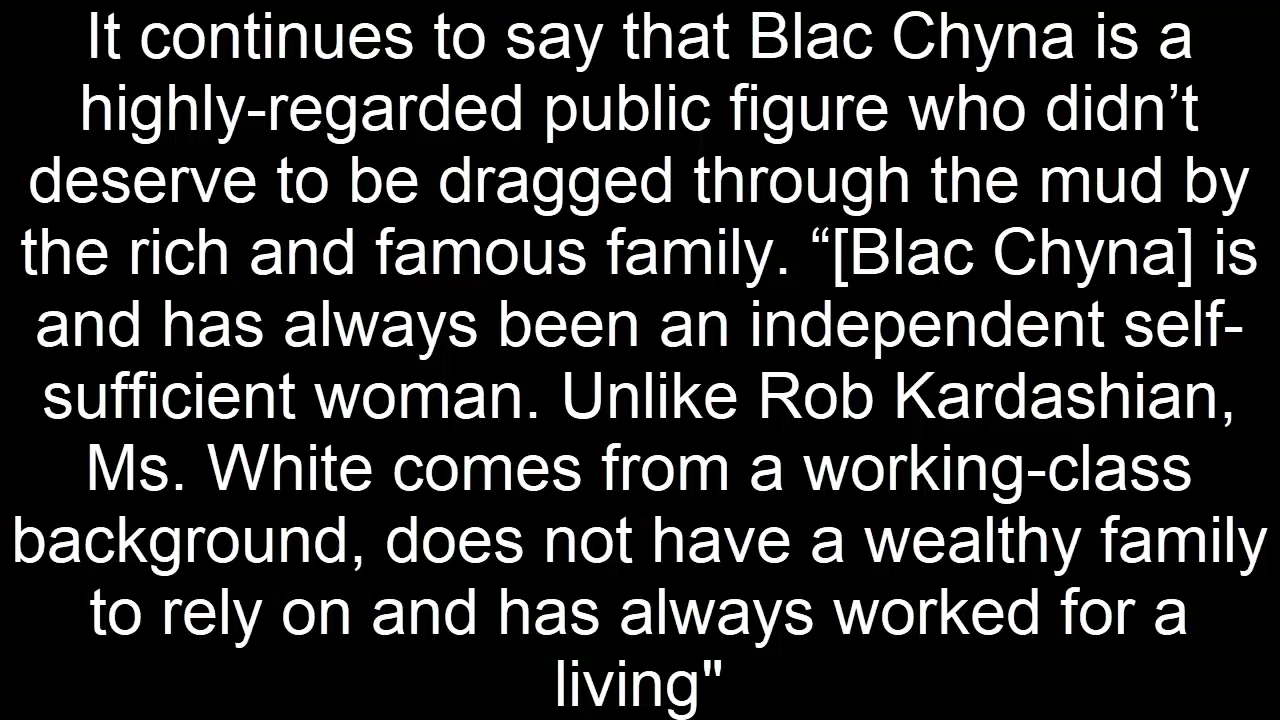 It continues to say that Blac Chyna is a
highly-regarded public figure who didn’t
deserve to be dragged through the mud by
the rich and famous family. “[Blac Chyna] is
and has always been an independent self-
sufficient woman. Unlike Rob Kardashian,
Ms. White comes from a working-class
background, does not have a wealthy family
to rely on and has always worked for a
living"